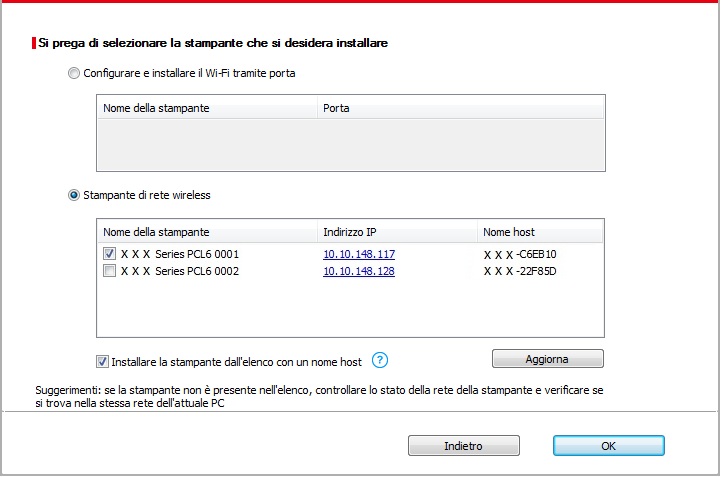 Si prega di selezionare la stampante che si desidera installare
Configurare e installare il Wi-Fi tramite porta
Nome della stampante Porta
Stampante di rete wireless
Nome della stampante Indirizzo IP Nome host
X X X Series PCL6 0001 10.10.148.117 X X X -C6EB10
X X X Series PCL6 0002 10.10.148.128 X X X -22F85D
Installare la stampante dall'elenco con un nome host ? Aggiorna
Suggerimenti: se la stampante non è presente nell'elenco, controllare lo stato della rete della stampante e verificare se
si trova nella stessa rete dell'attuale PC
Indietro OK